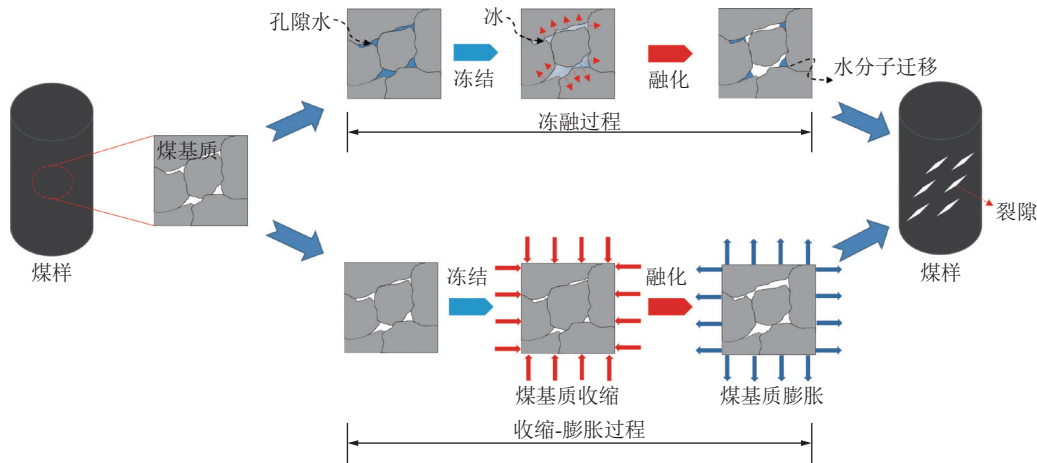 孔隙水
冰
冻结
融化
水分子迁移
冻融过程
煤基质
煤样
冻结
融化
煤基质收缩
煤基质膨胀
收缩-膨胀过程
裂隙
煤样